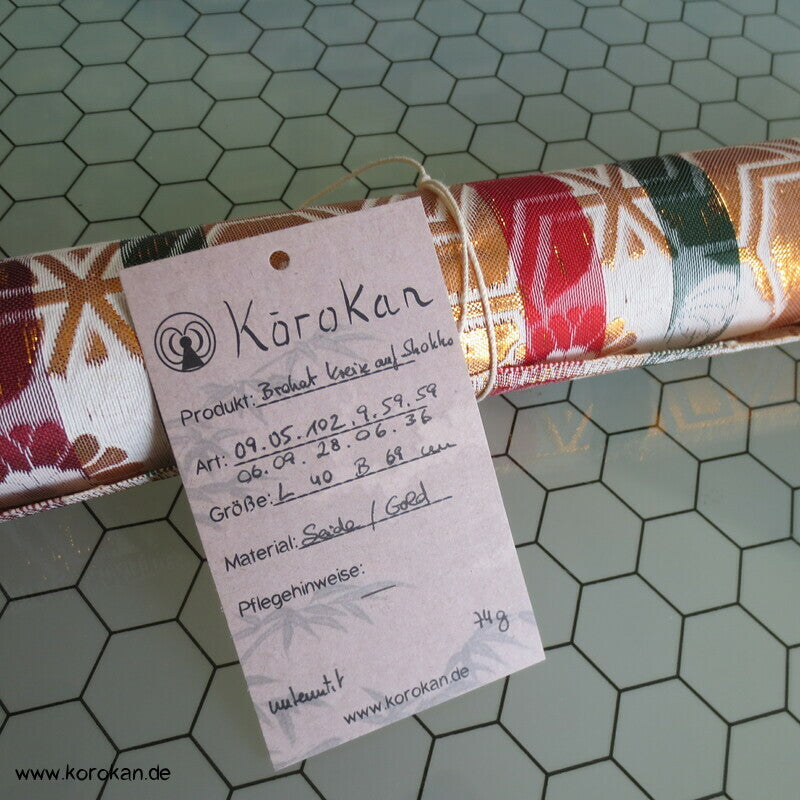 Kōrokan
Produkt: Brokat Kreise auf Shokko
Art: 09.05.102.9.59.59
06.09.28.06.36
Größe: L 40 B 69 cm
Material: Seide / Gold
Pflegehinweise: —
74g
www.korokan.de
www.korokan.de